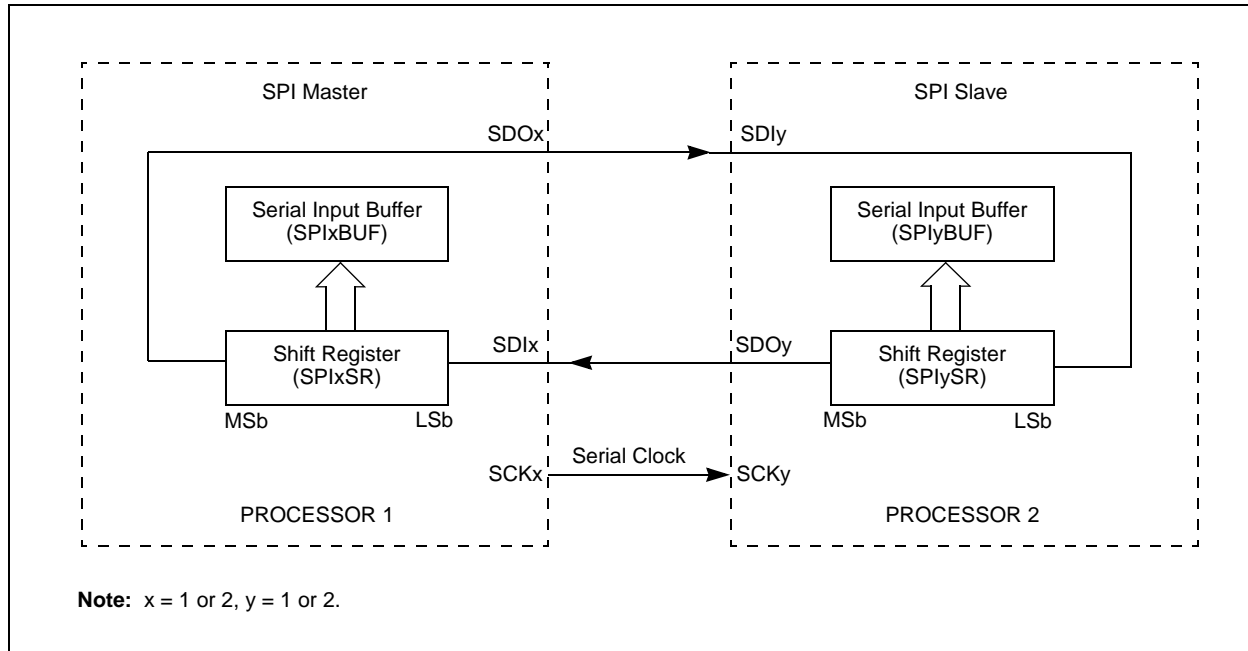 SPI Master
SPI Slave
SDOx
SDIy
Serial Input Buffer
(SPIxBUF)
Serial Input Buffer
(SPIyBUF)
Shift Register
(SPIxSR)
SDIx
SDOy
Shift Register
(SPIySR)
MSb
LSb
MSb
LSb
Serial Clock
SCKx
SCKy
PROCESSOR 1
PROCESSOR 2
Note: x = 1 or 2, y = 1 or 2.